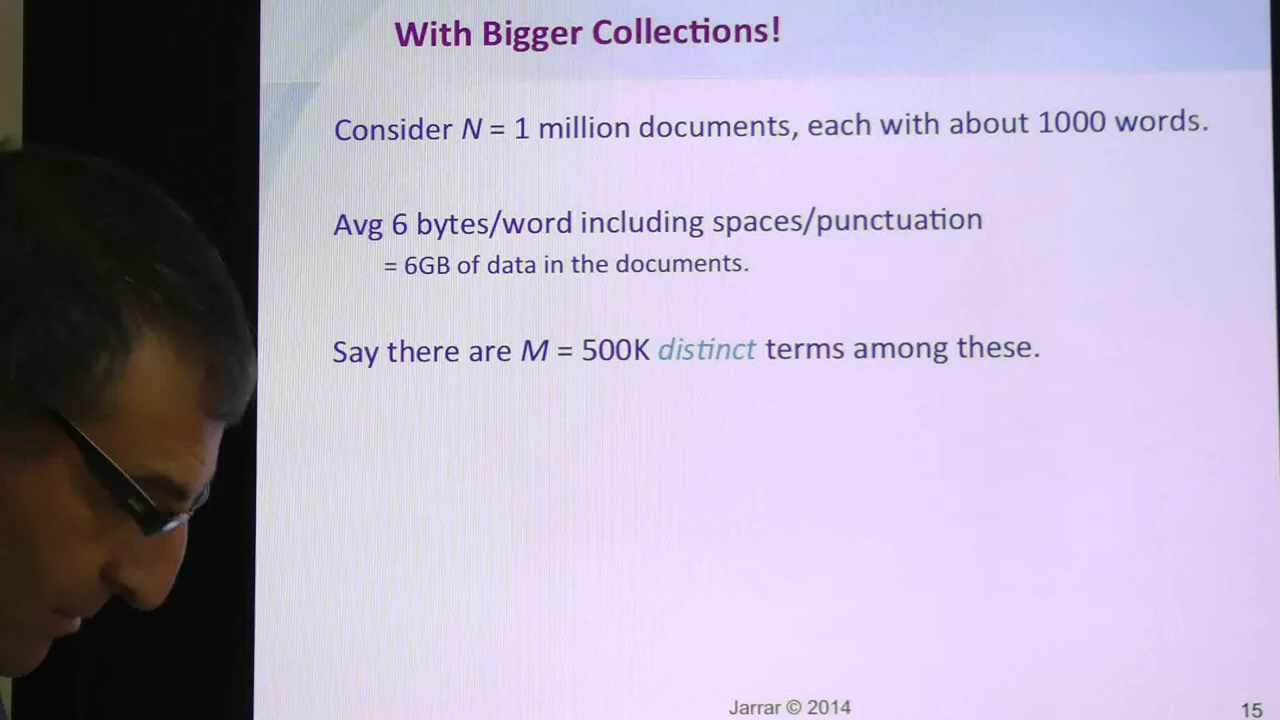 With Bigger Collections!
Consider N = 1 million documents, each with about 1000 words.
Avg 6 bytes/word including spaces/punctuation
= 6GB of data in the documents.
Say there are M = 500K distinct terms among these.
Jarrar © 2014
15